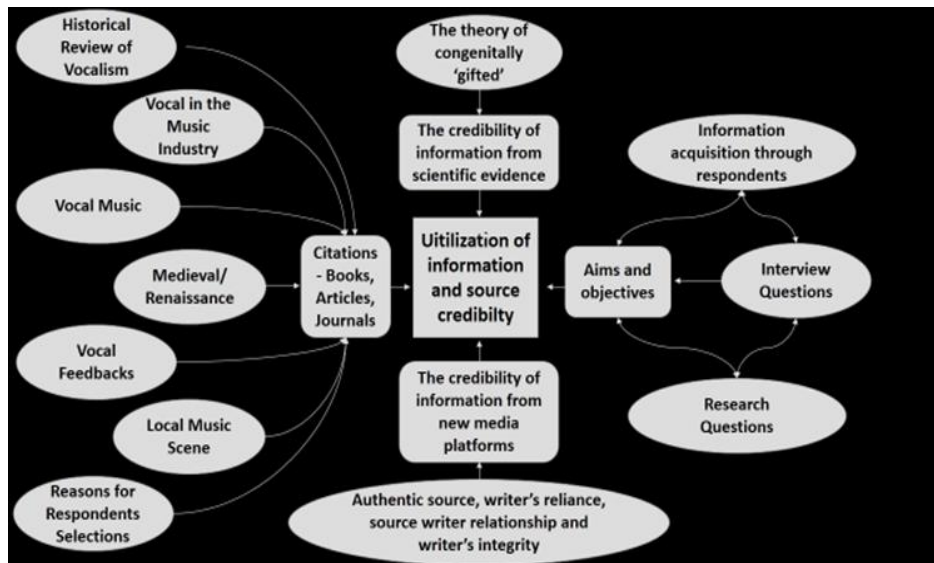 Historical
Review of
Vocalism
Vocal in the
Music
Industry
Vocal Music
Medieval/
Renaissance
Vocal
Feedbacks
Local Music
Scene
Reasons for
Respondents
Selections
Citations
- Books,
Articles,
Journals
The theory of
congenitally
‘gifted’
The credibility of
information from
scientific evidence
Uitilization of
information
and source
credibilty
The credibility of
information from
new media
platforms
Authentic source, writer’s reliance,
source writer relationship and
writer’s integrity
Aims and
objectives
Information
acquisition through
respondents
Interview
Questions
Research
Questions